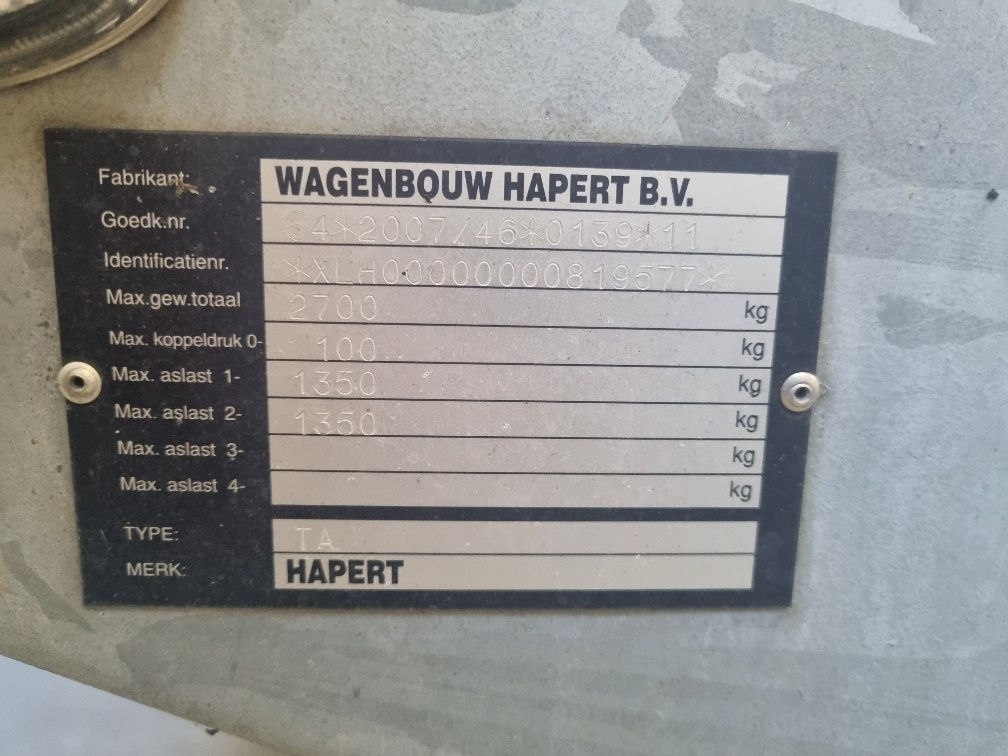 Fabrikant: WAGENBOUW HAPERT B.V.
Goedk.nr. e4*2007/46*0139*11
Identificatienr. *XLH00000000819577*
Max.gew.totaal 2700 kg
Max. koppeldruk 0- 100 kg
Max. aslast 1- 1350 kg
Max. aslast 2- 1350 kg
Max. aslast 3- kg
Max. aslast 4- kg
TYPE: TA
MERK: HAPERT